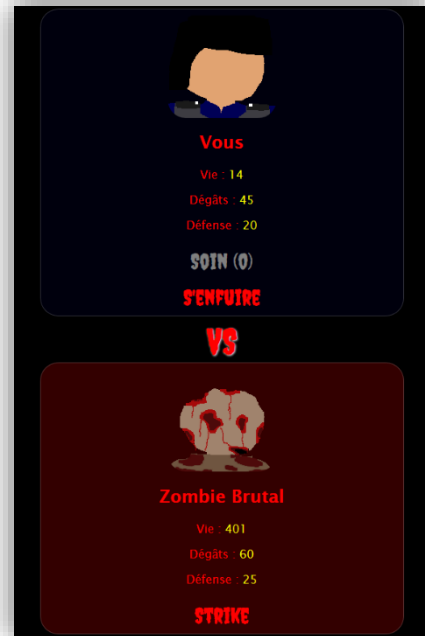 Vous
Vie : 14
Dégâts : 45
Défense : 20
SOIN (0)
S'ENFUIRE
VS
Zombie Brutal
Vie : 401
Dégâts : 60
Défense : 25
STRIKE